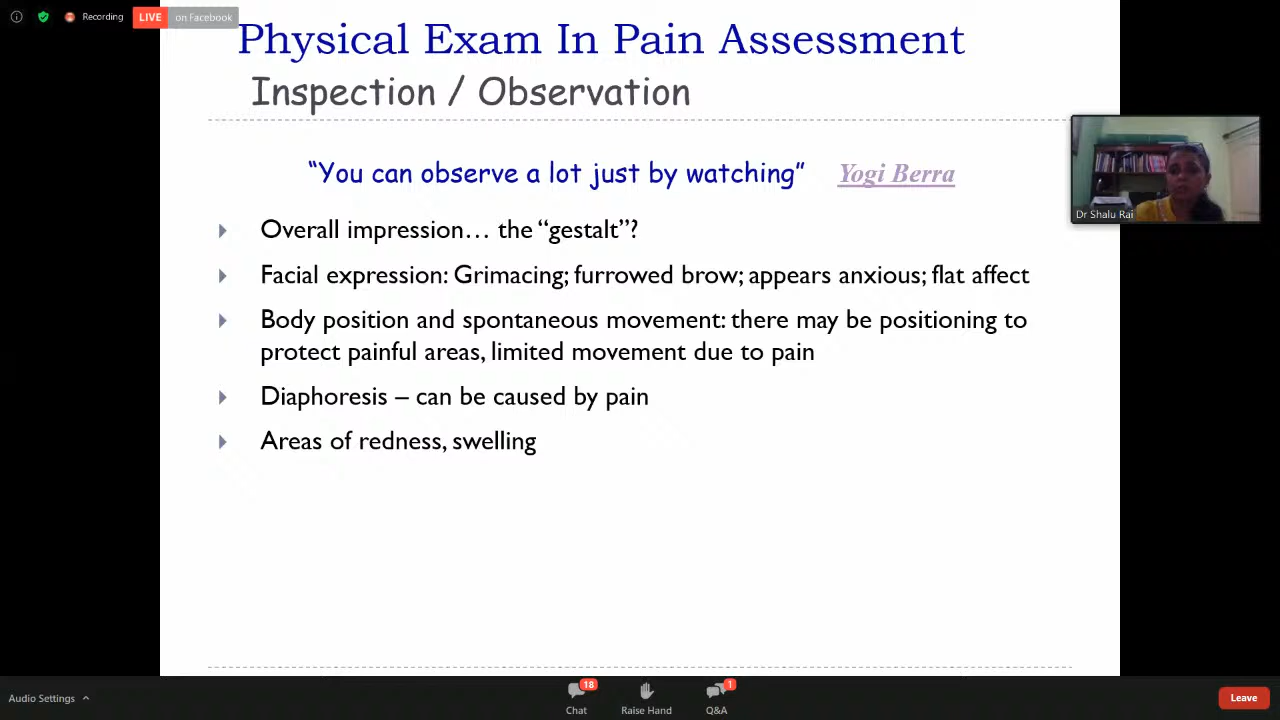 Recording LIVE on Facebook
Physical Exam In Pain Assessment
Inspection / Observation
“You can observe a lot just by watching” Yogi Berra
Dr Shalu Rai
Overall impression… the “gestalt”?
Facial expression: Grimacing; furrowed brow; appears anxious; flat affect
Body position and spontaneous movement: there may be positioning to
protect painful areas, limited movement due to pain
Diaphoresis – can be caused by pain
Areas of redness, swelling
Audio Settings
18
Chat
Raise Hand
1
Q&A
Leave